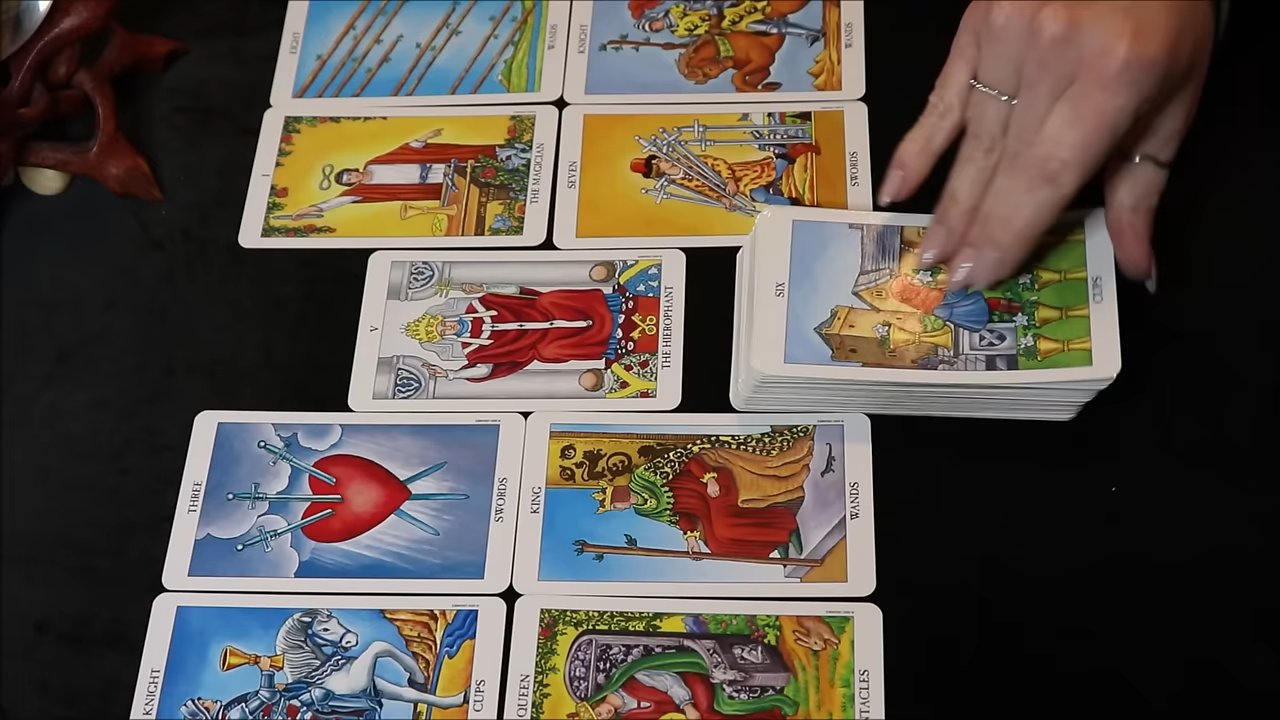 EIGHT
WANDS
KNIGHT
WANDS
I
THE MAGICIAN
SEVEN
SWORDS
V
THE HIEROPHANT
SIX
CUPS
THREE
SWORDS
KING
WANDS
KNIGHT
CUPS
QUEEN